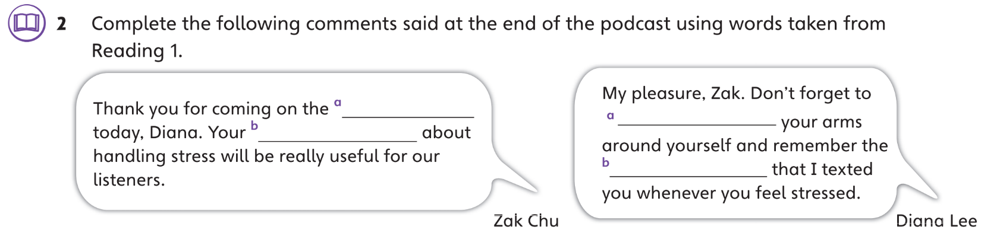 2 Complete the following comments said at the end of the podcast using words taken from
Reading 1.
Thank you for coming on the a ____________
today, Diana. Your b ____________ about
handling stress will be really useful for our
listeners.
Zak Chu
My pleasure, Zak. Don't forget to
a ____________ your arms
around yourself and remember the
b ____________ that I texted
you whenever you feel stressed.
Diana Lee